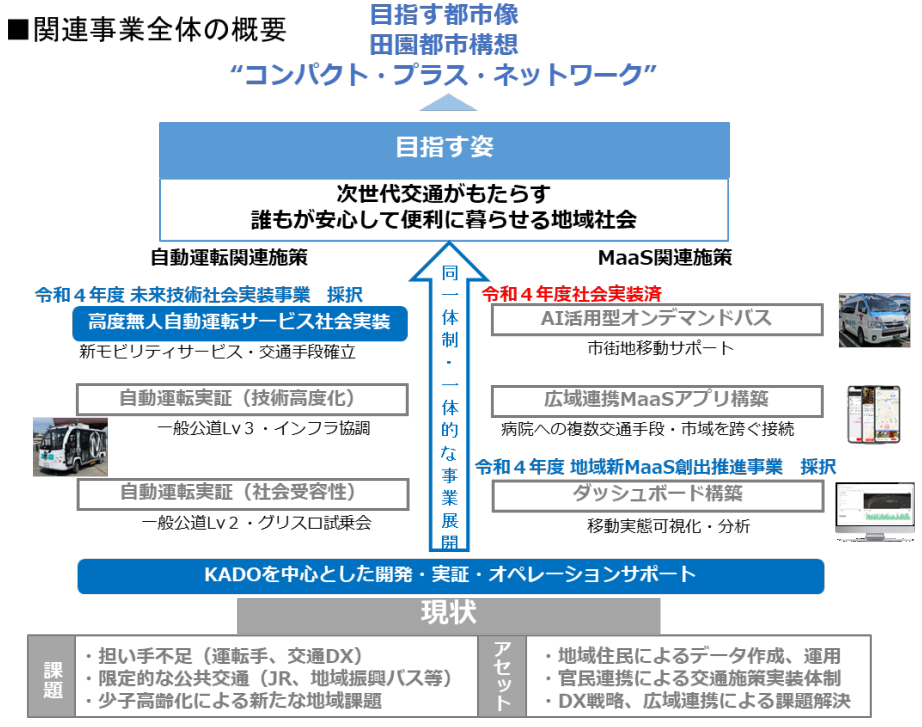 ■関連事業全体の概要
目指す都市像
田園都市構想
“コンパクト・プラス・ネットワーク”
目指す姿
次世代交通がもたらす
誰もが安心して便利に暮らせる地域社会
自動運転関連施策
令和４年度 未来技術社会実装事業　採択
高度無人自動運転サービス社会実装
新モビリティサービス・交通手段確立
自動運転実証（技術高度化）
一般公道Lv３・インフラ協調
自動運転実証（社会受容性）
一般公道Lv２・グリスロ試乗会
同一体制・一体的な事業展開
MaaS関連施策
令和４年度社会実装済
AI活用型オンデマンドバス
市街地移動サポート
広域連携MaaSアプリ構築
病院への複数交通手段・市域を跨ぐ接続
令和４年度 地域新MaaS創出推進事業　採択
ダッシュボード構築
移動実態可視化・分析
KADOを中心とした開発・実証・オペレーションサポート
現状
課題
・担い手不足（運転手、交通DX）
・限定的な公共交通（JR、地域振興バス等）
・少子高齢化による新たな地域課題
アセット
・地域住民によるデータ作成、運用
・官民連携による交通施策実装体制
・DX戦略、広域連携による課題解決